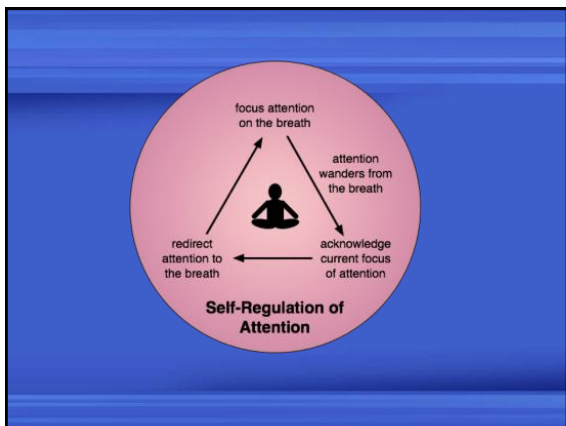 focus attention
on the breath
attention
wanders from
the breath
redirect
attention to
the breath
acknowledge
current focus
of attention
Self-Regulation of
Attention